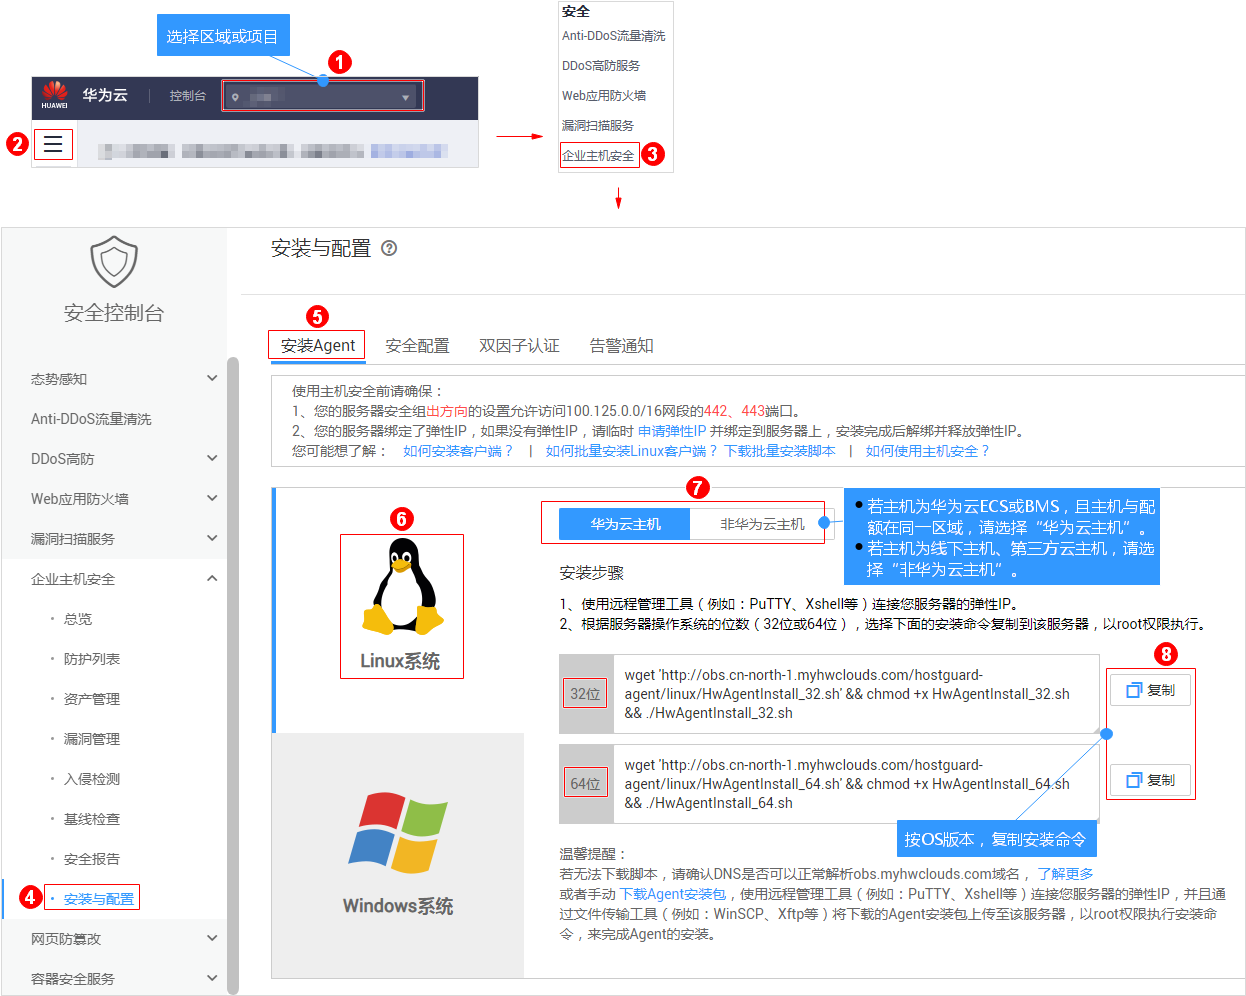 选择区域或项目
1
HUAWEI
华为云
控制台
2
安全
Anti-DDoS流量清洗
DDoS高防服务
Web应用防火墙
漏洞扫描服务
企业主机安全
3
安全控制台
态势感知
Anti-DDoS流量清洗
DDoS高防
Web应用防火墙
漏洞扫描服务
企业主机安全
· 总览
· 防护列表
· 资产管理
· 漏洞管理
· 入侵检测
· 基线检查
· 安全报告
4
· 安装与配置
网页防篡改
容器安全服务
安装与配置 ?
5
安装Agent
安全配置
双因子认证
告警通知
使用主机安全前请确保：
1、您的服务器安全组出方向的设置允许访问100.125.0.0/16网段的442、443端口。
2、您的服务器绑定了弹性IP，如果没有弹性IP，请临时 申请弹性IP 并绑定到服务器上，安装完成后解绑并释放弹性IP。
您可能想了解： 如何安装客户端？ | 如何批量安装Linux客户端？下载批量安装脚本 | 如何使用主机安全？
6
Linux系统
Windows系统
7
华为云主机
非华为云主机
● 若主机为华为云ECS或BMS，且主机与配
额在同一区域，请选择“华为云主机”。
● 若主机为线下主机、第三方云主机，请选
择“非华为云主机”。
安装步骤
1、使用远程管理工具（例如：PuTTY、Xshell等）连接您服务器的弹性IP。
2、根据服务器操作系统的位数（32位或64位），选择下面的安装命令复制到该服务器，以root权限执行。
8
32位
wget 'http://obs.cn-north-1.myhwclouds.com/hostguard-
agent/linux/HwAgentInstall_32.sh' && chmod +x HwAgentInstall_32.sh
&& ./HwAgentInstall_32.sh
复制
64位
wget 'http://obs.cn-north-1.myhwclouds.com/hostguard-
agent/linux/HwAgentInstall_64.sh' && chmod +x HwAgentInstall_64.sh
&& ./HwAgentInstall_64.sh
复制
按OS版本，复制安装命令
温馨提醒：
若无法下载脚本，请确认DNS是否可以正常解析obs.myhwclouds.com域名， 了解更多
或者手动 下载Agent安装包，使用远程管理工具（例如：PuTTY、Xshell等）连接您服务器的弹性IP，并且通
过文件传输工具（例如：WinSCP、Xftp等）将下载的Agent安装包上传至该服务器，以root权限执行安装命
令，来完成Agent的安装。